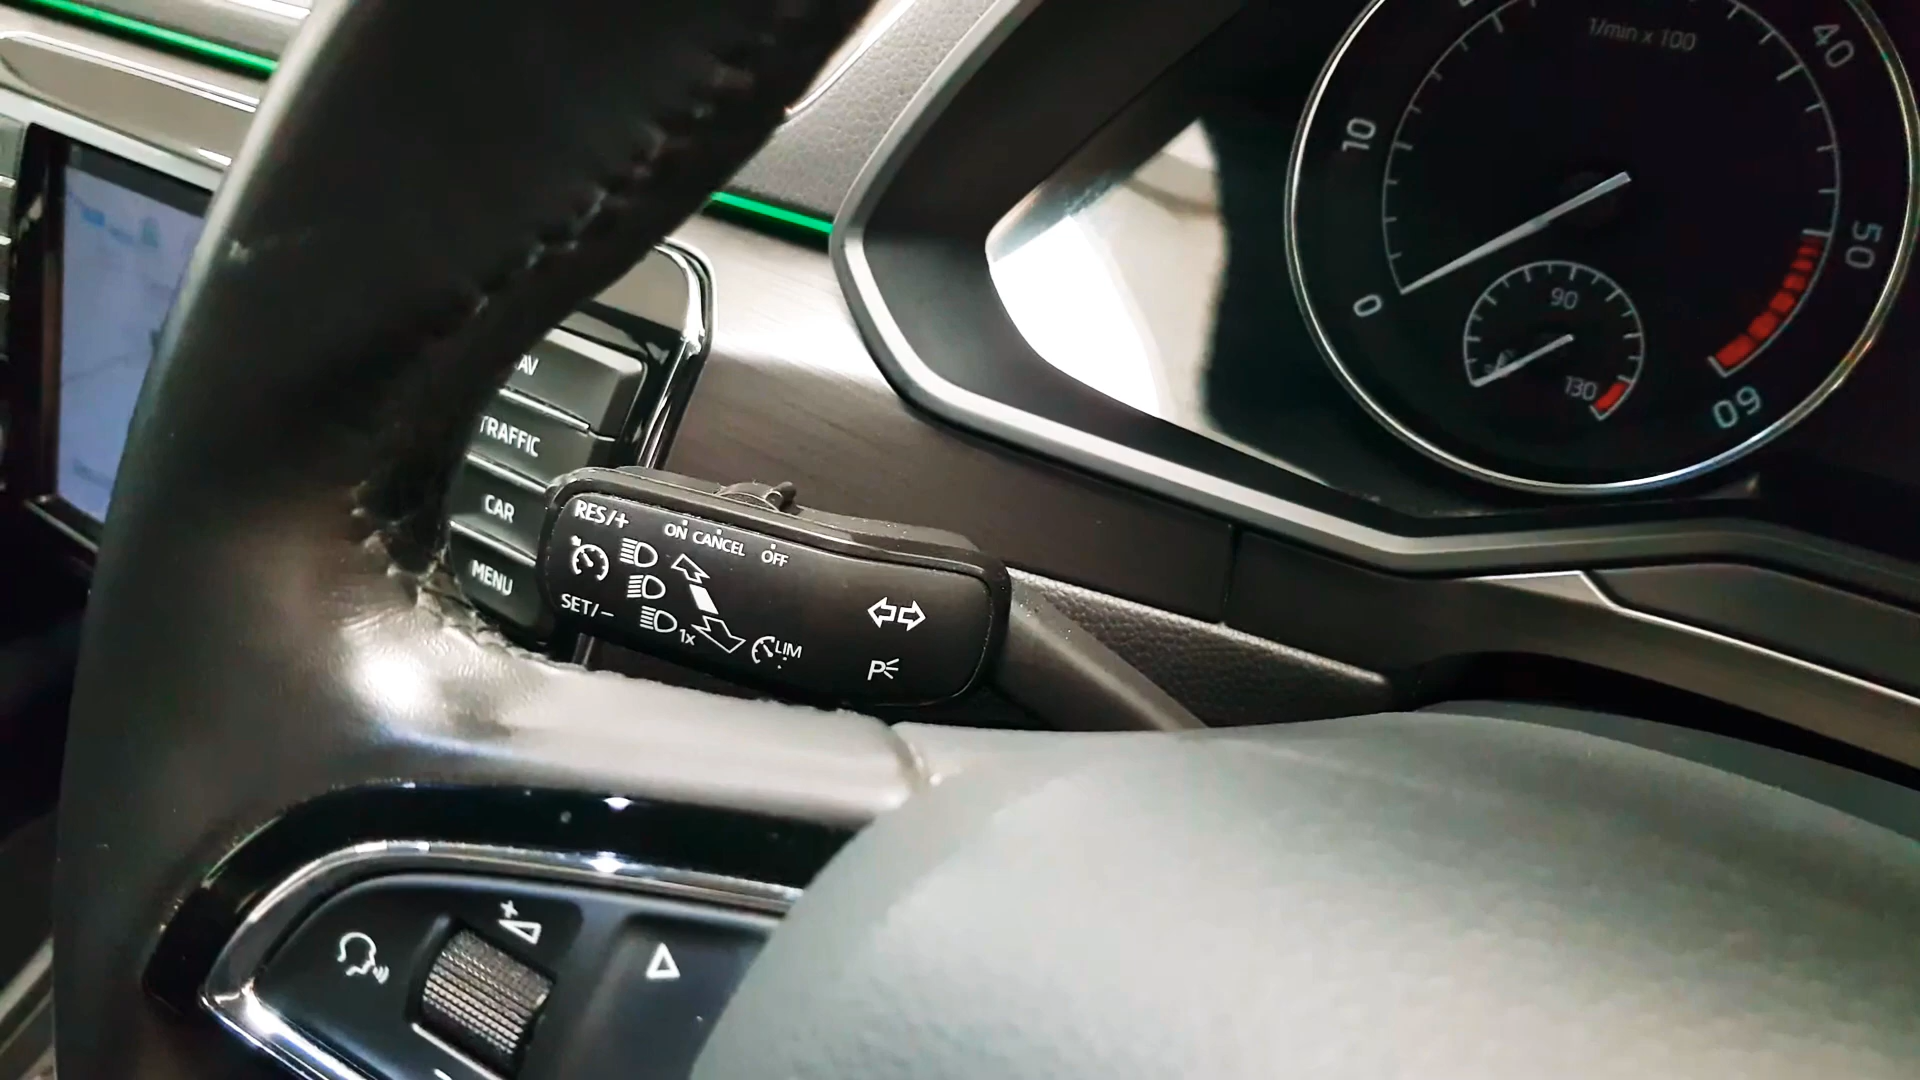 1/min x 100
10
40
50
0
90
130
60
AV
TRAFFIC
CAR
MENU
RES/+
ON CANCEL OFF
SET/-
1x
LIM
P